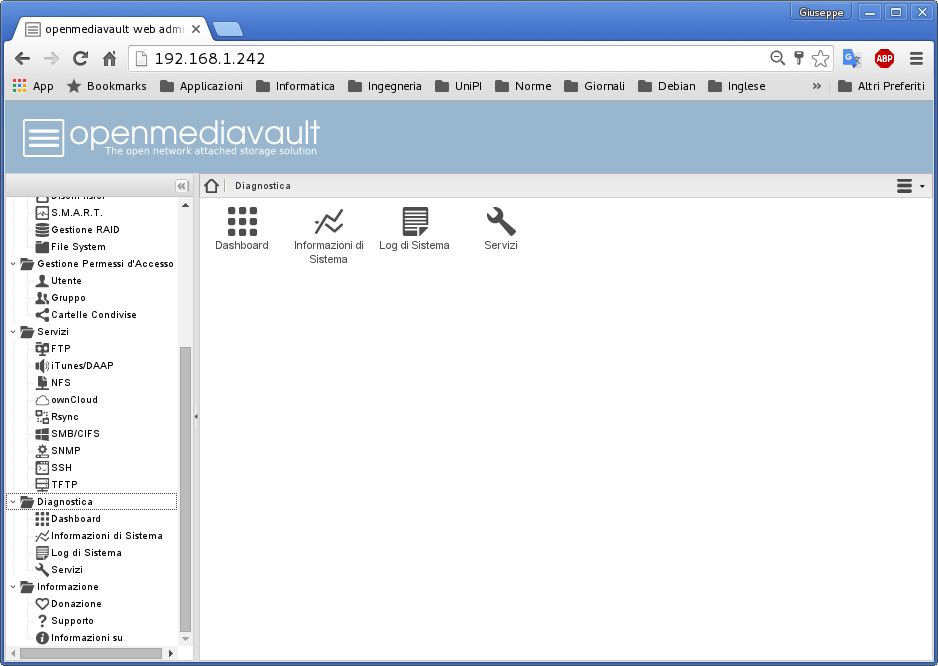 Giuseppe
openmediavault web admi
192.168.1.242
App Bookmarks Applicazioni Informatica Ingegneria UniPI Norme Giornali Debian Inglese » Altri Preferiti
openmediavault
The open network attached storage solution
Diagnostica
S.M.A.R.T.
Gestione RAID
File System
Gestione Permessi d'Accesso
Utente
Gruppo
Cartelle Condivise
Servizi
FTP
iTunes/DAAP
NFS
ownCloud
Rsync
SMB/CIFS
SNMP
SSH
TFTP
Diagnostica
Dashboard
Informazioni di Sistema
Log di Sistema
Servizi
Informazione
Donazione
Supporto
Informazioni su
Dashboard
Informazioni di
Sistema
Log di Sistema
Servizi
ABP